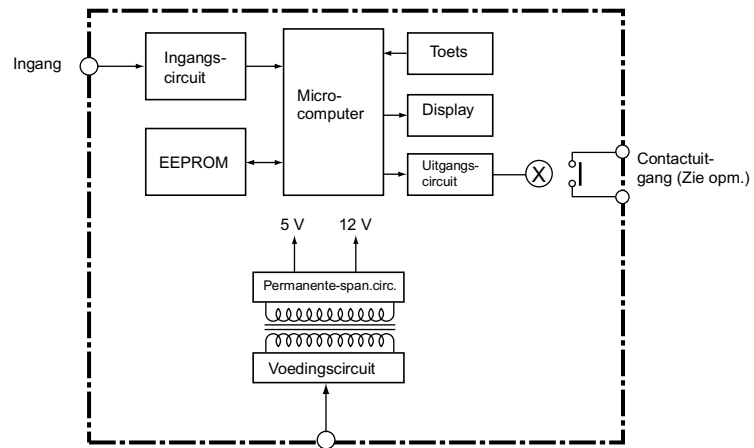 Ingang
Ingangs-
circuit
Micro-
computer
Toets
Display
EEPROM
Uitgangs-
circuit
X
Contactuit-
gang (Zie opm.)
5 V
12 V
Permanente-span.circ.
Voedingscircuit